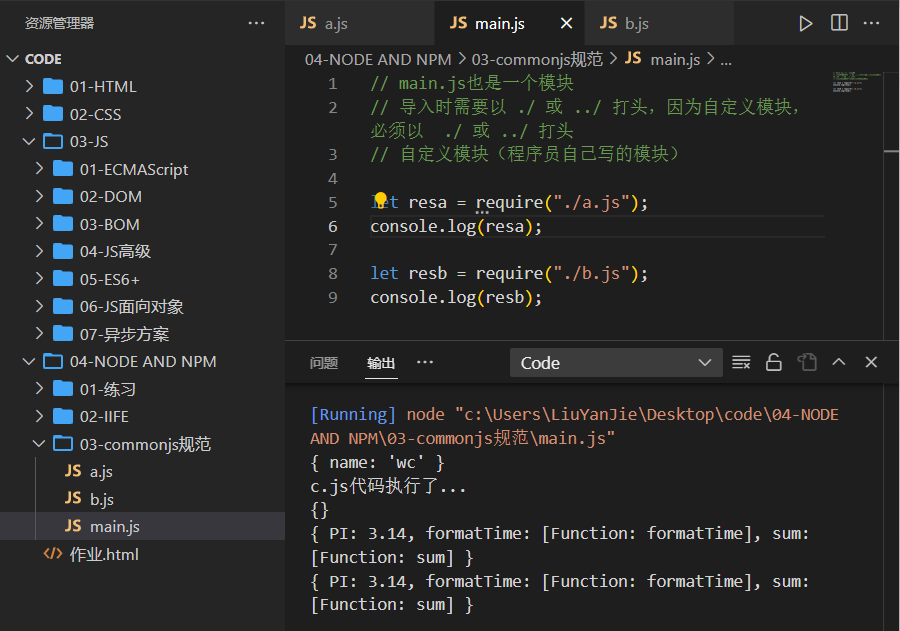 资源管理器
CODE
01-HTML
02-CSS
03-JS
01-ECMAScript
02-DOM
03-BOM
04-JS高级
05-ES6+
06-JS面向对象
07-异步方案
04-NODE AND NPM
01-练习
02-IIFE
03-commonjs规范
JS a.js
JS b.js
JS main.js
作业.html
JS a.js JS main.js JS b.js
04-NODE AND NPM > 03-commonjs规范 > JS main.js > ...
1 // main.js也是一个模块
2 // 导入时需要以 ./ 或 ../ 打头，因为自定义模块，
必须以 ./ 或 ../ 打头
3 // 自定义模块（程序员自己写的模块）
4
5 let resa = require("./a.js");
6 console.log(resa);
7
8 let resb = require("./b.js");
9 console.log(resb);
问题 输出 ··· Code
[Running] node "c:\Users\LiuYanJie\Desktop\code\04-NODE
AND NPM\03-commonjs规范\main.js"
{ name: 'wc' }
c.js代码执行了...
{}
{ PI: 3.14, formatTime: [Function: formatTime], sum:
[Function: sum] }
{ PI: 3.14, formatTime: [Function: formatTime], sum:
[Function: sum] }